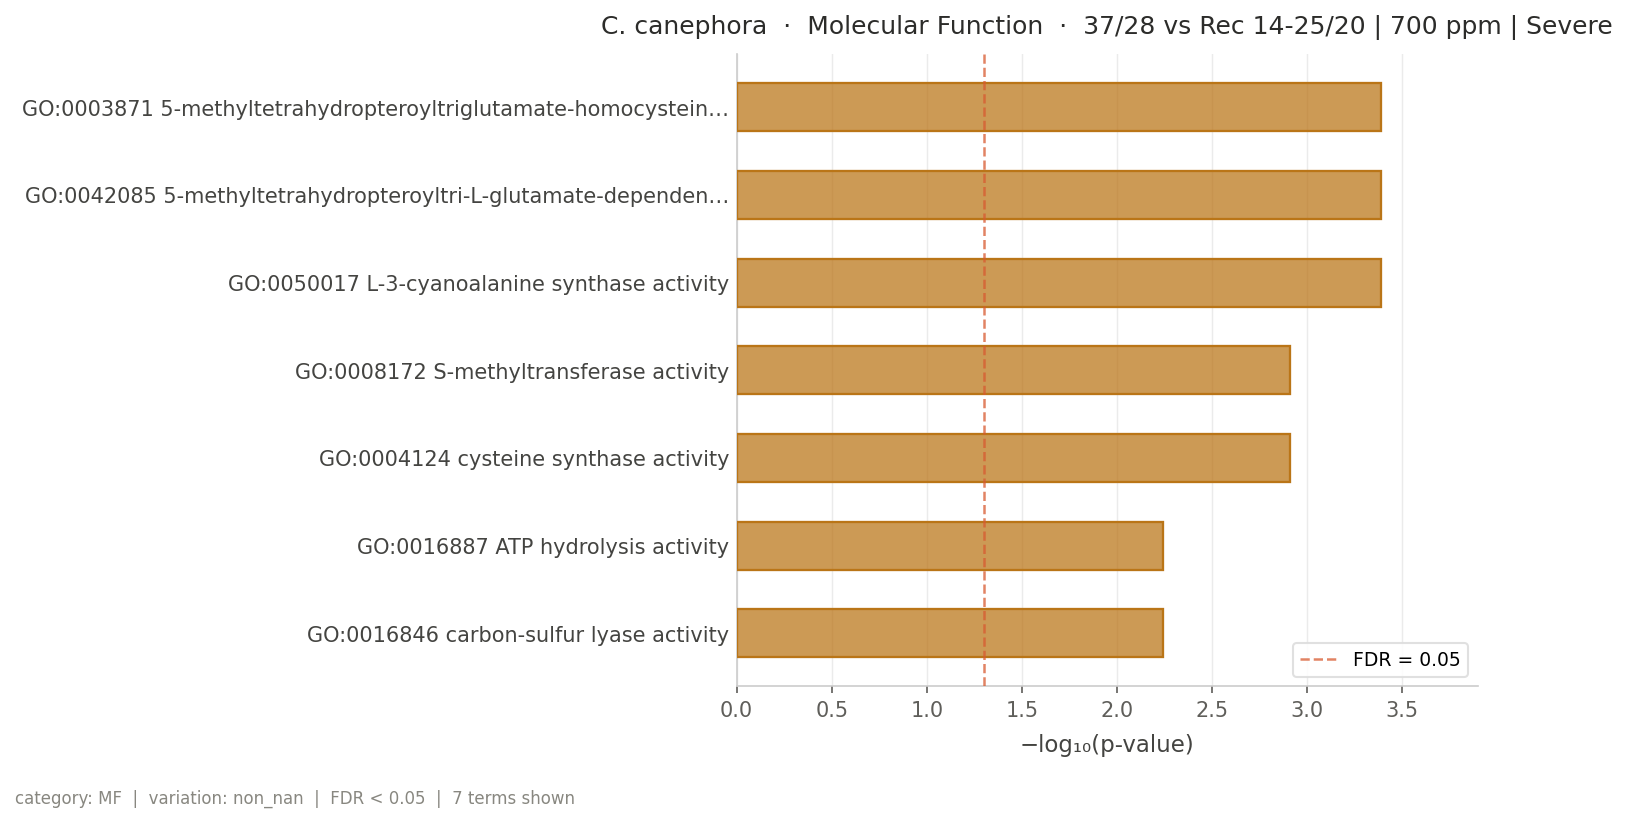 C. canephora · Molecular Function · 37/28 vs Rec 14-25/20 | 700 ppm | Severe
GO:0003871 5-methyltetrahydropteroyltriglutamate-homocystein...
GO:0042085 5-methyltetrahydropteroyltri-L-glutamate-dependen...
GO:0050017 L-3-cyanoalanine synthase activity
GO:0008172 S-methyltransferase activity
GO:0004124 cysteine synthase activity
GO:0016887 ATP hydrolysis activity
GO:0016846 carbon-sulfur lyase activity
FDR = 0.05
0.0 0.5 1.0 1.5 2.0 2.5 3.0 3.5
−log₁₀(p-value)
category: MF | variation: non_nan | FDR < 0.05 | 7 terms shown